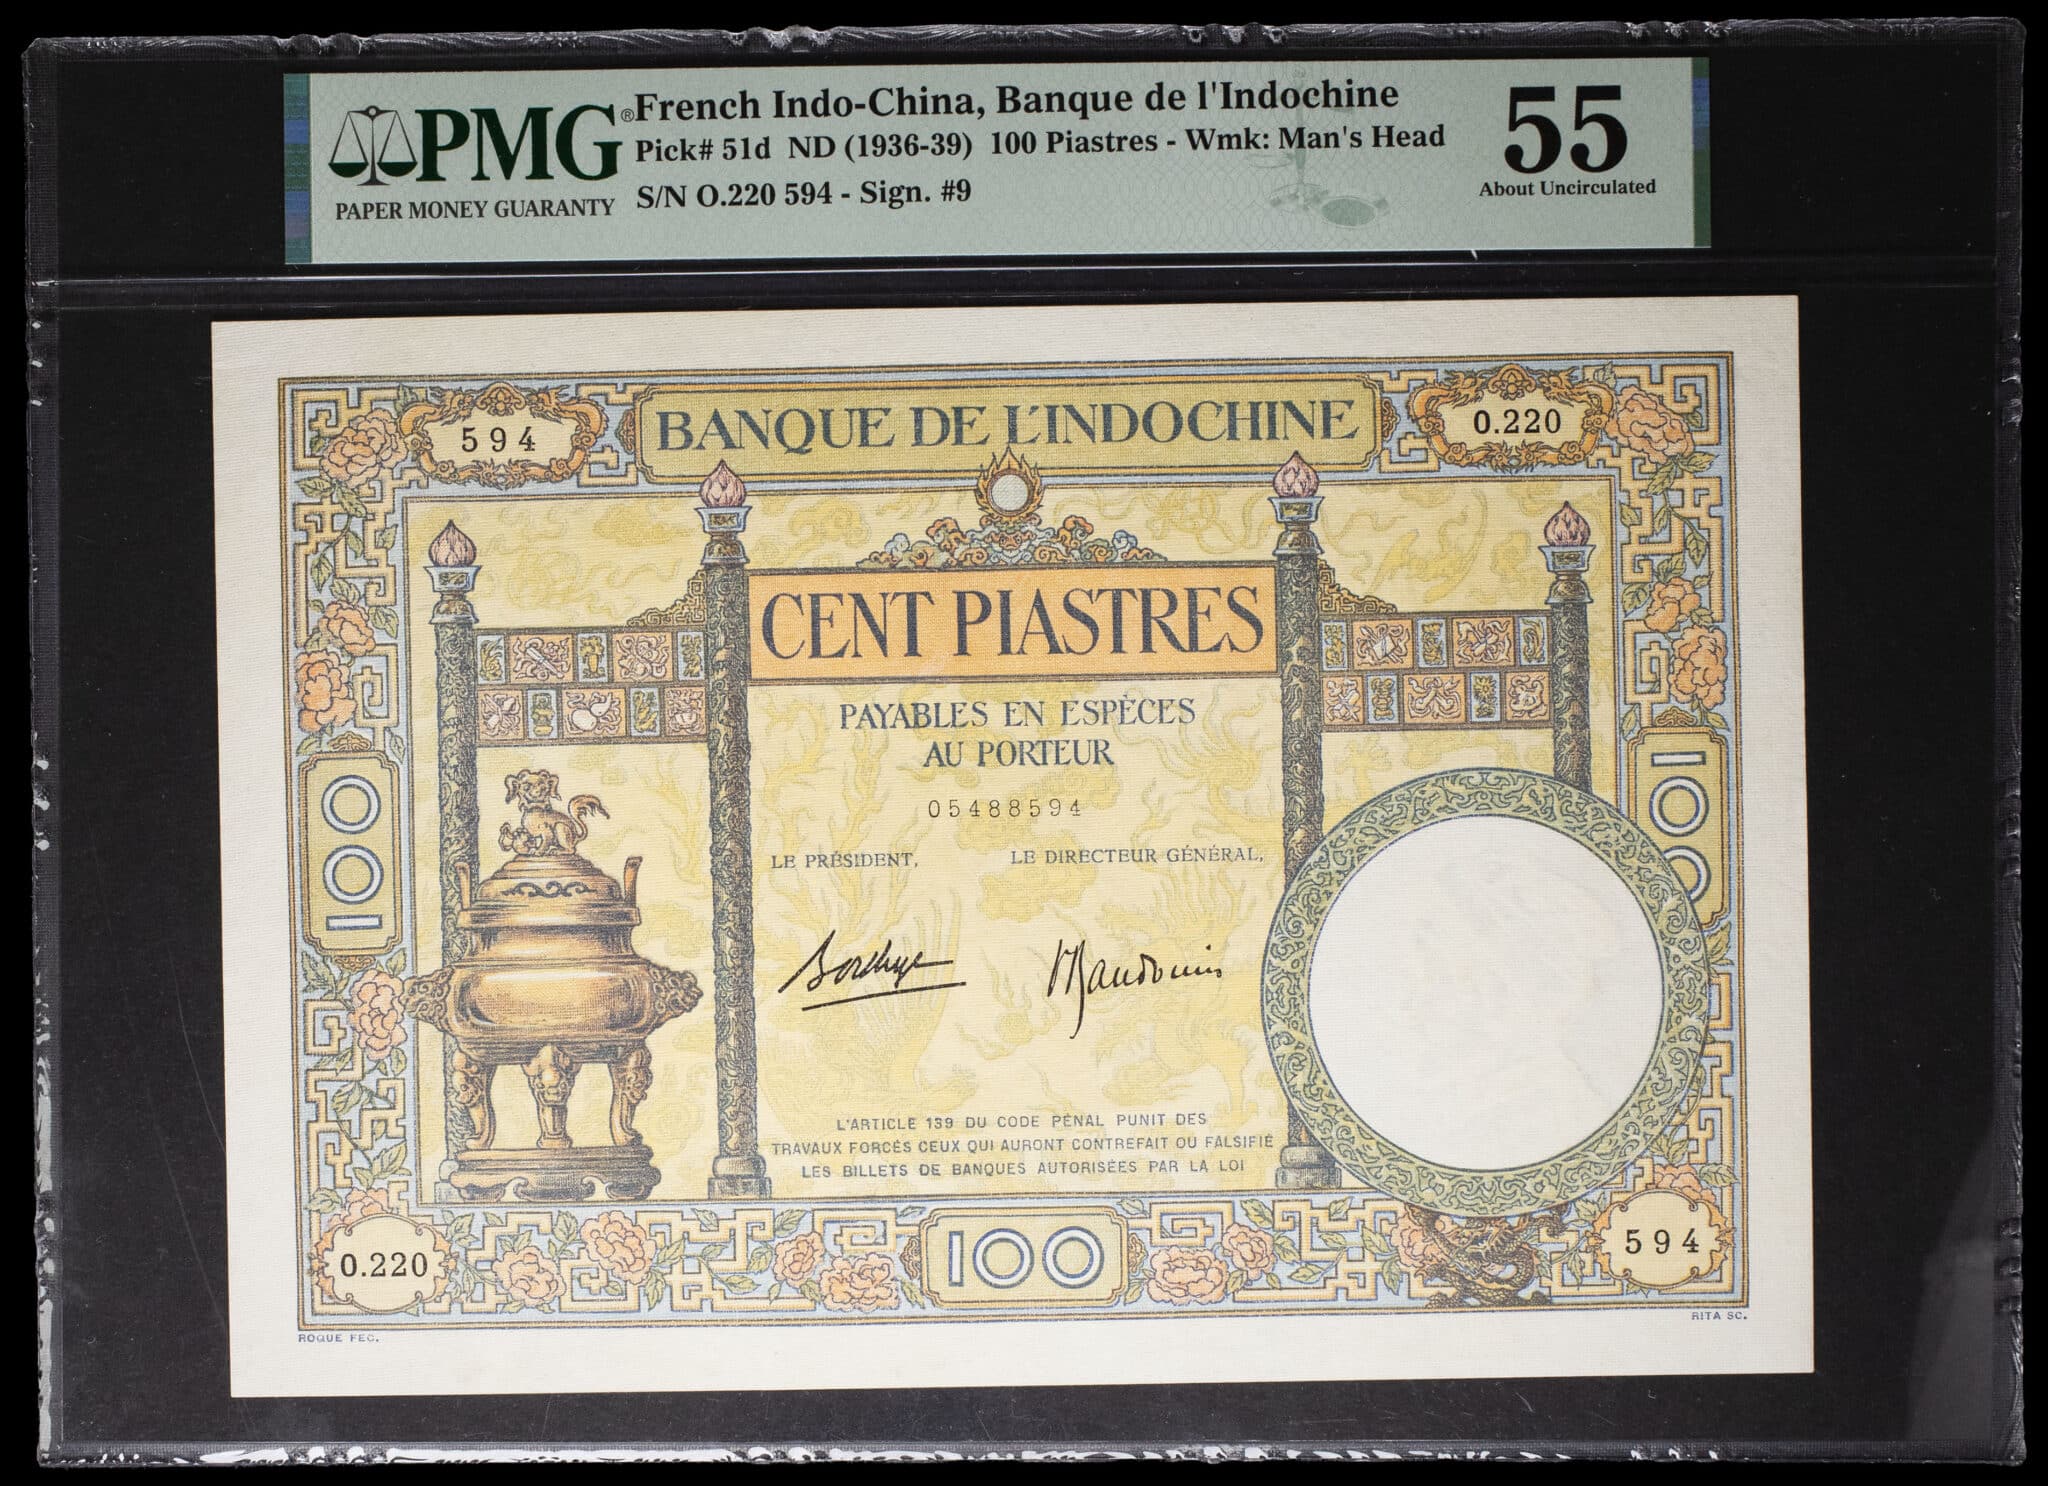 PMG®
PAPER MONEY GUARANTY
French Indo-China, Banque de l'Indochine
Pick# 51d ND (1936-39) 100 Piastres - Wmk: Man's Head
S/N O.220 594 - Sign. #9
55
About Uncirculated
594
BANQUE DE L'INDOCHINE
O.220
CENT PIASTRES
PAYABLES EN ESPÈCES
AU PORTEUR
05488594
100
100
LE PRÉSIDENT,
LE DIRECTEUR GÉNÉRAL,
Borduge
Baudouin
L'ARTICLE 139 DU CODE PÉNAL PUNIT DES
TRAVAUX FORCÉS CEUX QUI AURONT CONTREFAIT OU FALSIFIÉ
LES BILLETS DE BANQUES AUTORISÉES PAR LA LOI
O.220
100
594
ROQUE FEC.
RITA SC.